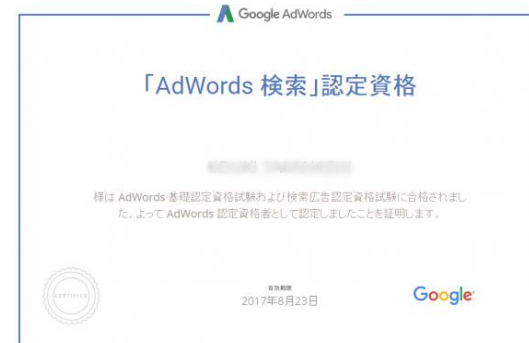 Google AdWords
「AdWords 検索」認定資格
様は AdWords 基礎認定資格試験および検索広告認定資格試験に合格されまし
た。よって AdWords 認定資格者として認定しましたことを証明します。
CERTIFIED
有効期限
2017年8月23日
Google